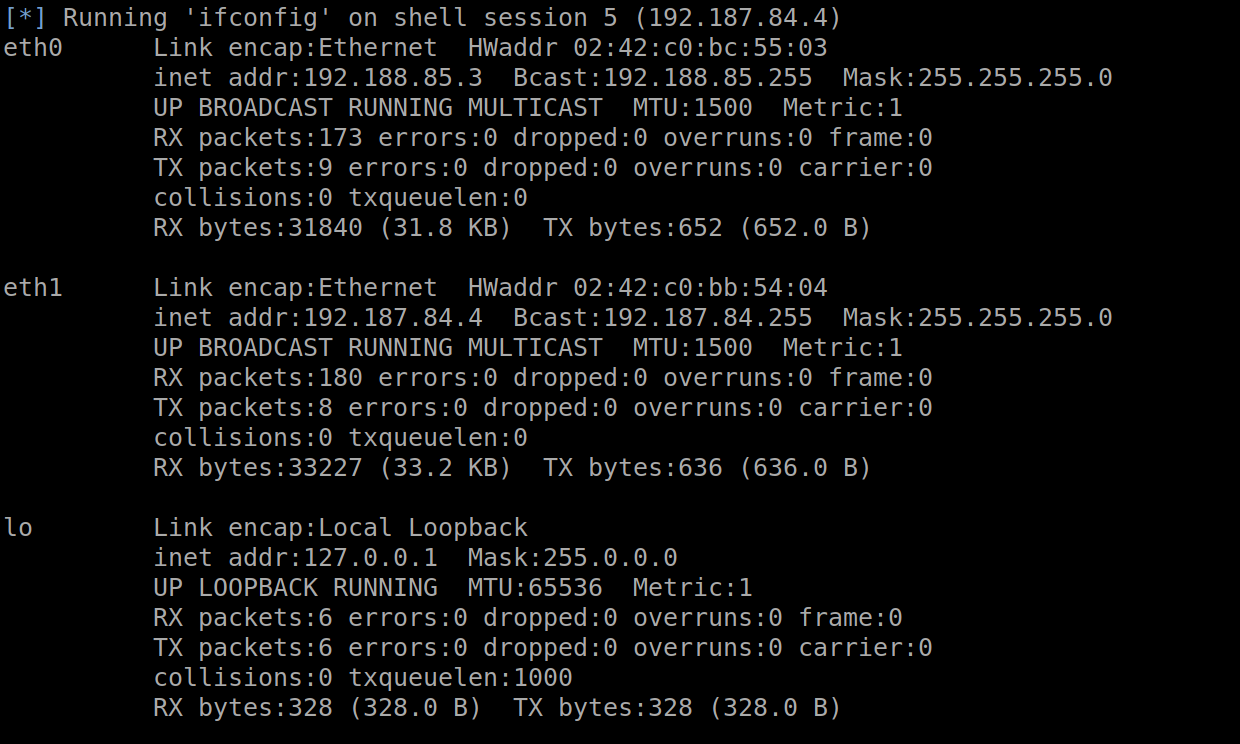 [*] Running 'ifconfig' on shell session 5 (192.187.84.4)
eth0      Link encap:Ethernet  HWaddr 02:42:c0:bc:55:03
          inet addr:192.188.85.3  Bcast:192.188.85.255  Mask:255.255.255.0
          UP BROADCAST RUNNING MULTICAST  MTU:1500  Metric:1
          RX packets:173 errors:0 dropped:0 overruns:0 frame:0
          TX packets:9 errors:0 dropped:0 overruns:0 carrier:0
          collisions:0 txqueuelen:0
          RX bytes:31840 (31.8 KB)  TX bytes:652 (652.0 B)

eth1      Link encap:Ethernet  HWaddr 02:42:c0:bb:54:04
          inet addr:192.187.84.4  Bcast:192.187.84.255  Mask:255.255.255.0
          UP BROADCAST RUNNING MULTICAST  MTU:1500  Metric:1
          RX packets:180 errors:0 dropped:0 overruns:0 frame:0
          TX packets:8 errors:0 dropped:0 overruns:0 carrier:0
          collisions:0 txqueuelen:0
          RX bytes:33227 (33.2 KB)  TX bytes:636 (636.0 B)

lo        Link encap:Local Loopback
          inet addr:127.0.0.1  Mask:255.0.0.0
          UP LOOPBACK RUNNING  MTU:65536  Metric:1
          RX packets:6 errors:0 dropped:0 overruns:0 frame:0
          TX packets:6 errors:0 dropped:0 overruns:0 carrier:0
          collisions:0 txqueuelen:1000
          RX bytes:328 (328.0 B)  TX bytes:328 (328.0 B)